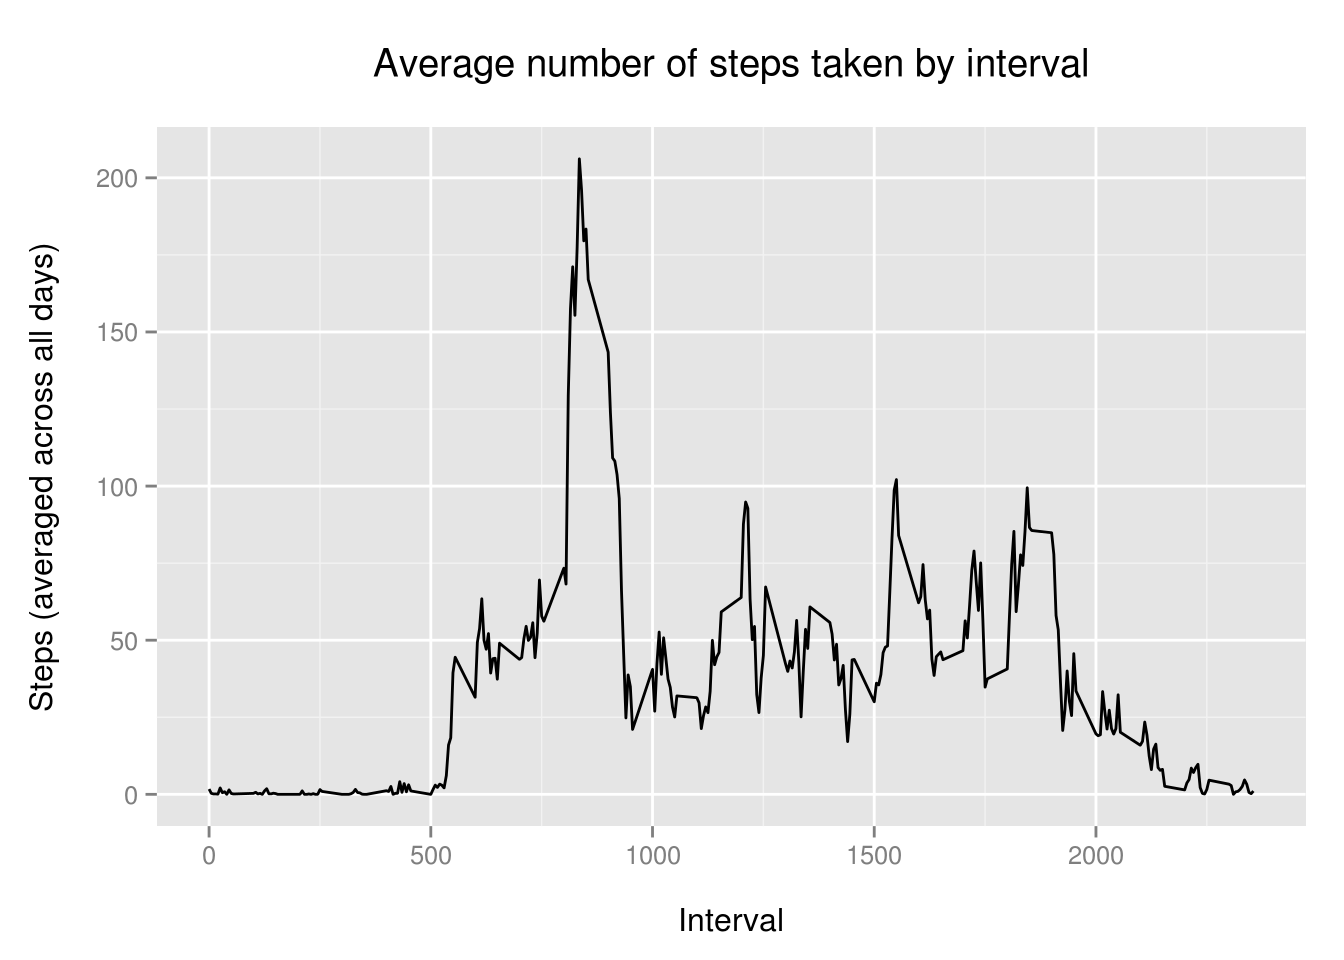 Average number of steps taken by interval
Steps (averaged across all days)
200
150
100
50
0
0 500 1000 1500 2000
Interval